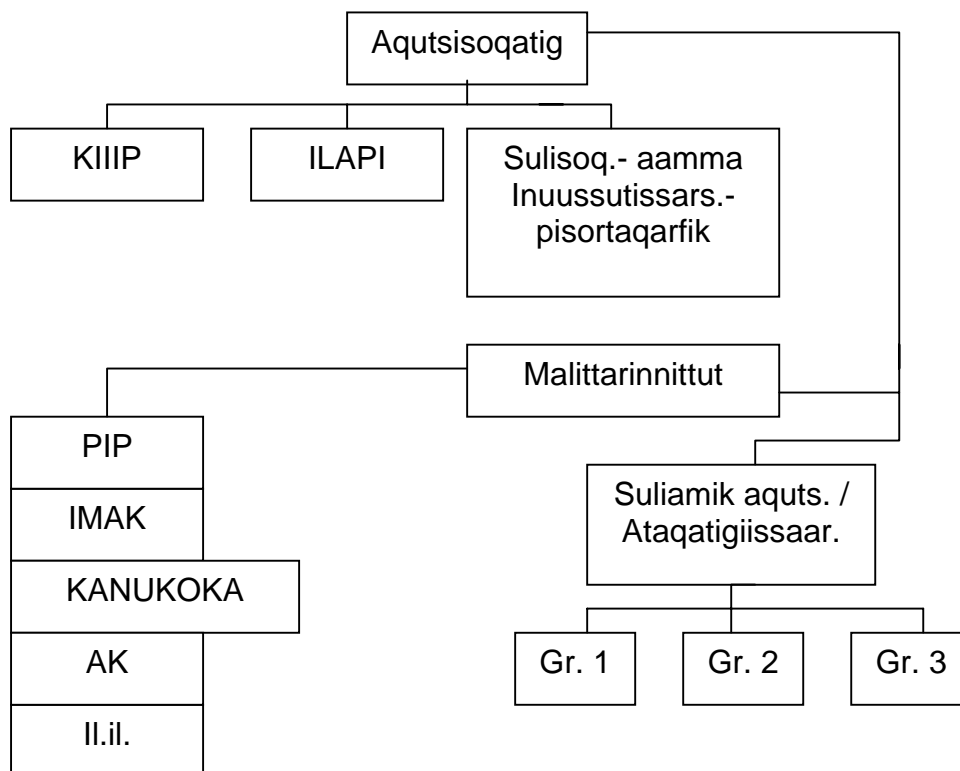 Aqutsisoqatig
KIIIP
ILAPI
Sulisoq.- aamma
Inuussutissars.-
pisortaqarfik
Malittarinnittut
PIP
IMAK
KANUKOKA
AK
Il.il.
Suliamik aquts. /
Ataqatigiissaar.
Gr. 1
Gr. 2
Gr. 3